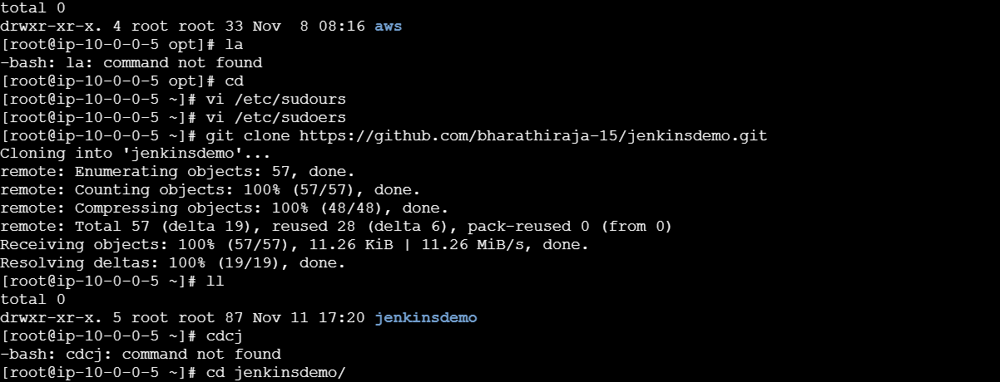 total 0
drwxr-xr-x. 4 root root 33 Nov  8 08:16 aws
[root@ip-10-0-0-5 opt]# la
-bash: la: command not found
[root@ip-10-0-0-5 opt]# cd
[root@ip-10-0-0-5 ~]# vi /etc/sudours
[root@ip-10-0-0-5 ~]# vi /etc/sudoers
[root@ip-10-0-0-5 ~]# git clone https://github.com/bharathiraja-15/jenkinsdemo.git
Cloning into 'jenkinsdemo'...
remote: Enumerating objects: 57, done.
remote: Counting objects: 100% (57/57), done.
remote: Compressing objects: 100% (48/48), done.
remote: Total 57 (delta 19), reused 28 (delta 6), pack-reused 0 (from 0)
Receiving objects: 100% (57/57), 11.26 KiB | 11.26 MiB/s, done.
Resolving deltas: 100% (19/19), done.
[root@ip-10-0-0-5 ~]# ll
total 0
drwxr-xr-x. 5 root root 87 Nov 11 17:20 jenkinsdemo
[root@ip-10-0-0-5 ~]# cdcj
-bash: cdcj: command not found
[root@ip-10-0-0-5 ~]# cd jenkinsdemo/